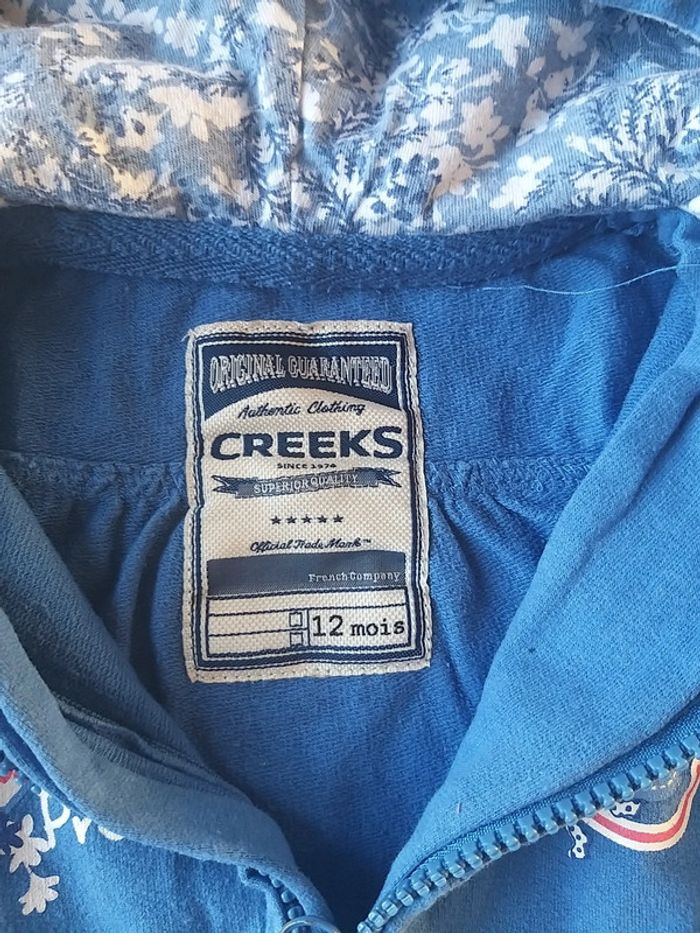 ORIGINAL GUARANTEED
Authentic Clothing
CREEKS
SINCE 1974
SUPERIOR QUALITY
Official Trade Mark™
French Company
12 mois